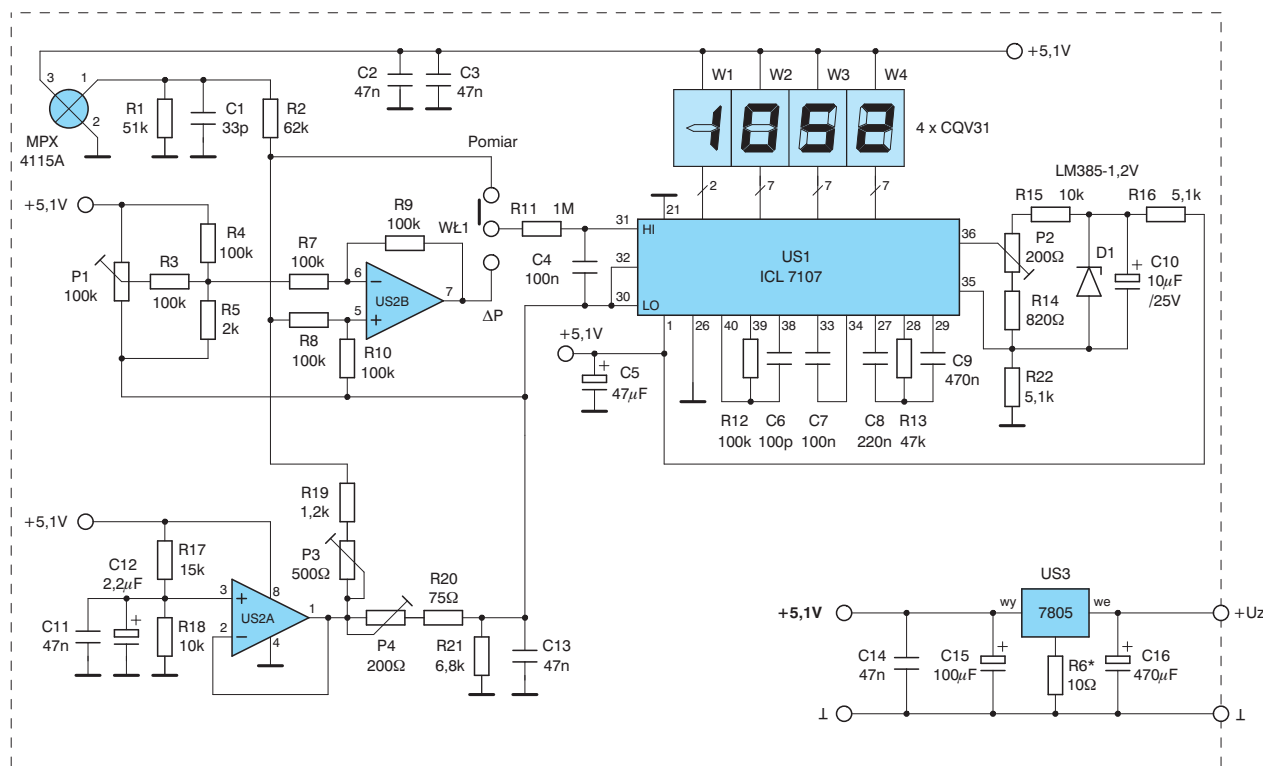 +5,1V
W1 W2 W3 W4
1052
4 x CQV31
3 1
2
MPX
4115A
R1
51k
C1
33p
R2
62k
C2
47n
C3
47n
Pomiar
WŁ1
ΔP
2 7 7 7
LM385-1,2V
R15 10k
R16 5,1k
P2
200Ω
D1
+
C10
10µF
/25V
R14
820Ω
R22
5,1k
+5,1V
P1
100k
R3
100k
R4
100k
R5
2k
R7
100k
R8
100k
R9
100k
R10
100k
6 –
5 +
US2B
7
R11 1M
C4
100n
31 HI
32
30 LO
21
US1
ICL 7107
36
35
1 26 40 39 38 33 34 27 28 29
+5,1V
+
C5
47µF
R12
100k
C6
100p
C7
100n
C8
220n
R13
47k
C9
470n
R19
1,2k
P3
500Ω
+5,1V
R17
15k
C12
2,2µF
+
C11
47n
R18
10k
3 +
2 –
US2A
8
1
4
P4
200Ω
R20
75Ω
R21
6,8k
C13
47n
US3
7805
wy we
+5,1V
+Uz
C14
47n
C15
100µF
+
R6*
10Ω
+
C16
470µF
⊥ ⊥